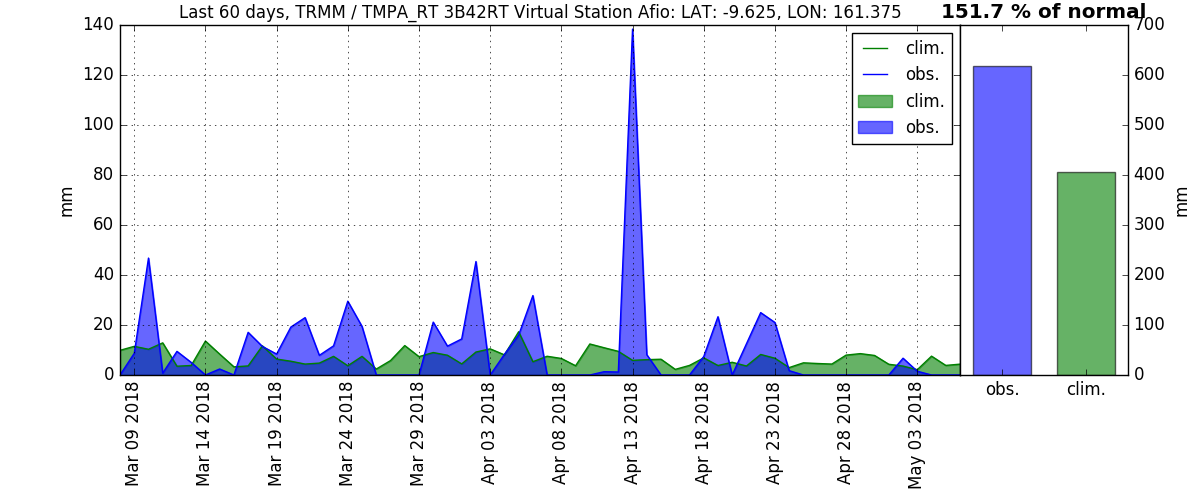 Last 60 days, TRMM / TMPA_RT 3B42RT Virtual Station Afio: LAT: -9.625, LON: 161.375
151.7 % of normal
140
120
100
80
60
40
20
0
mm
clim.
obs.
clim.
obs.
700
600
500
400
300
200
100
0
mm
Mar 09 2018
Mar 14 2018
Mar 19 2018
Mar 24 2018
Mar 29 2018
Apr 03 2018
Apr 08 2018
Apr 13 2018
Apr 18 2018
Apr 23 2018
Apr 28 2018
May 03 2018
obs.
clim.